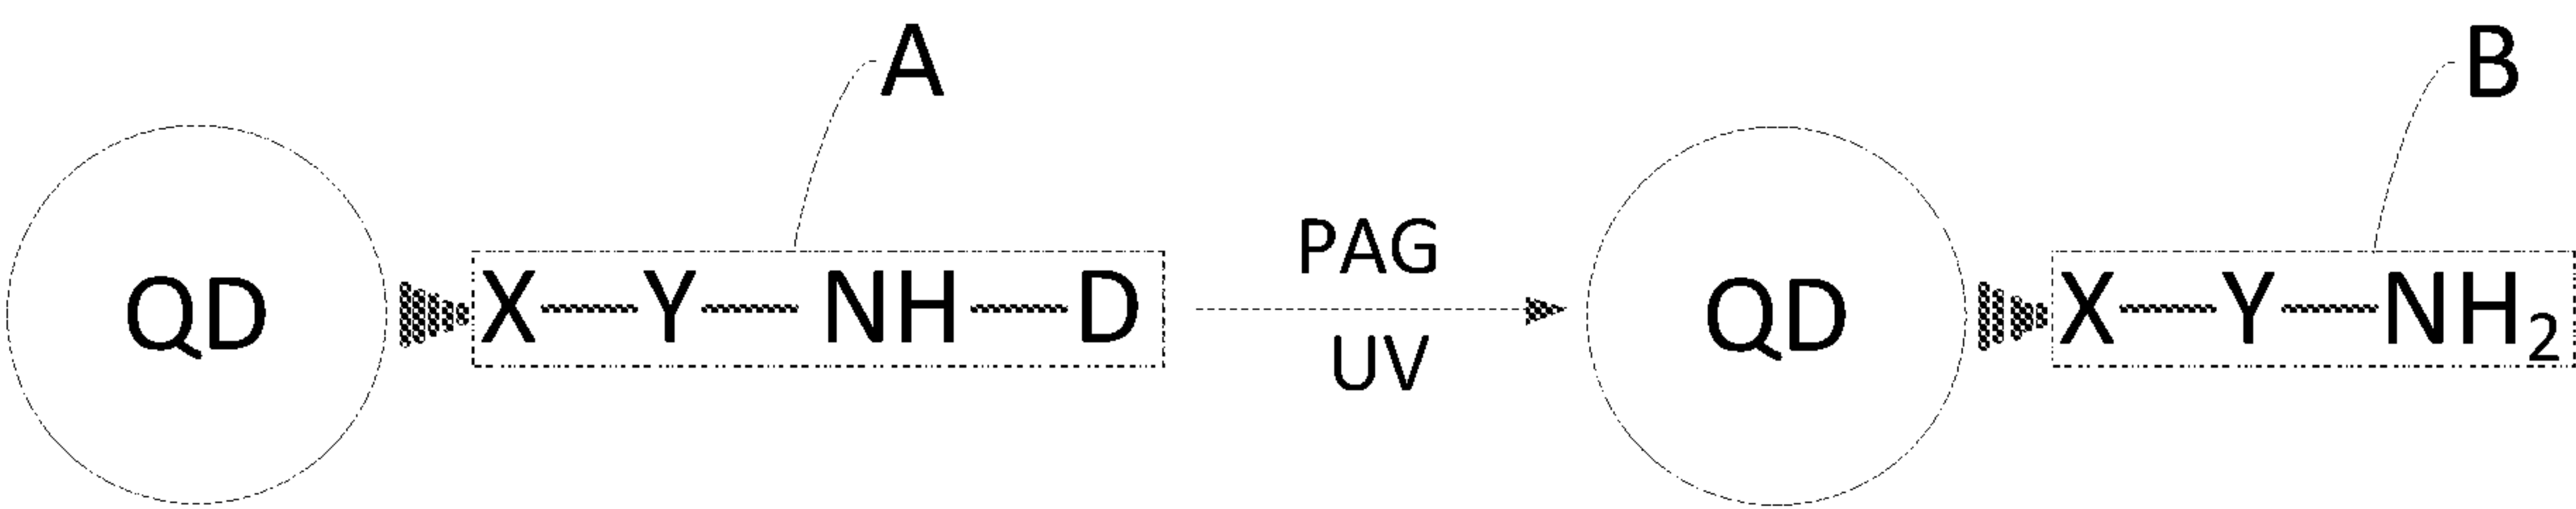 A
B
QD
X—Y—NH—D
PAG
UV
QD
X—Y—NH₂